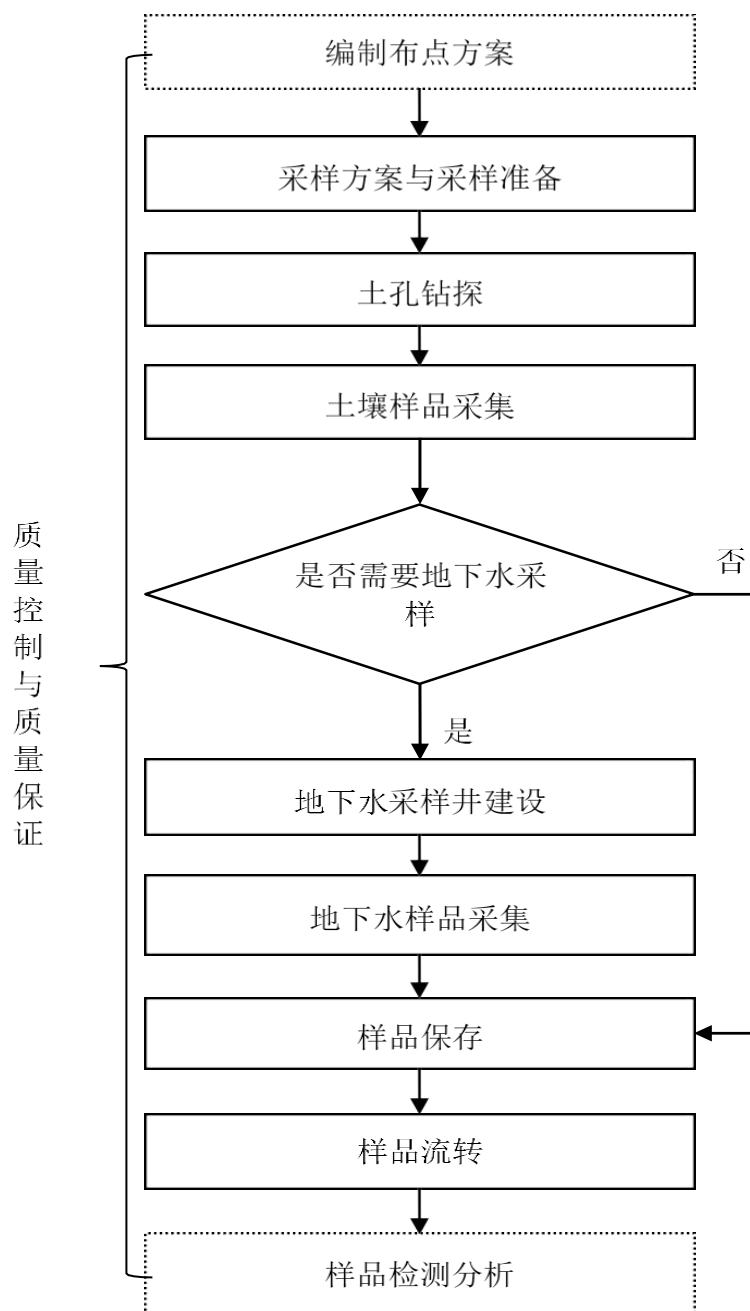 编制布点方案
采样方案与采样准备
土孔钻探
土壤样品采集
是否需要地下水采
样
否
是
地下水采样井建设
地下水样品采集
样品保存
样品流转
样品检测分析
质量控制与质量保证